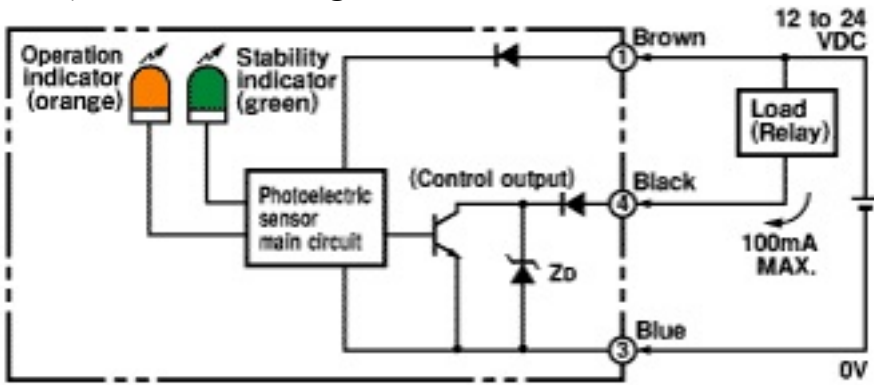 Operation
indicator
(orange)
Stability
indicator
(green)
① Brown
12 to 24
VDC
Load
(Relay)
Photoelectric
sensor
main circuit
(Control output)
④ Black
100mA
MAX.
ZD
③ Blue
0V